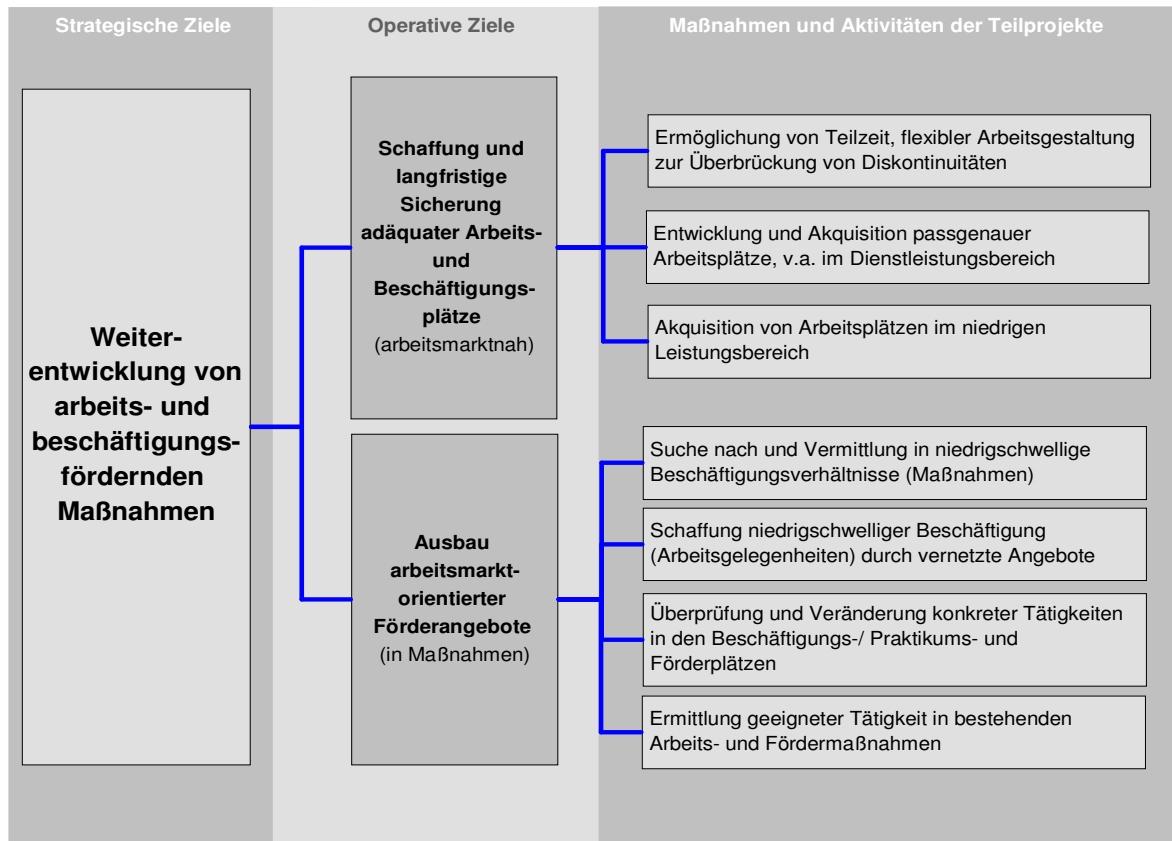 Strategische Ziele
Operative Ziele
Maßnahmen und Aktivitäten der Teilprojekte
Weiter-
entwicklung von
arbeits- und
beschäftigungs-
fördernden
Maßnahmen
Schaffung und
langfristige
Sicherung
adäquater Arbeits-
und
Beschäftigungs-
plätze
(arbeitsmarktnah)
Ermöglichung von Teilzeit, flexibler Arbeitsgestaltung
zur Überbrückung von Diskontinuitäten
Entwicklung und Akquisition passgenauer
Arbeitsplätze, v.a. im Dienstleistungsbereich
Akquisition von Arbeitsplätzen im niedrigen
Leistungsbereich
Ausbau
arbeitsmarkt-
orientierter
Förderangebote
(in Maßnahmen)
Suche nach und Vermittlung in niedrigschwellige
Beschäftigungsverhältnisse (Maßnahmen)
Schaffung niedrigschwelliger Beschäftigung
(Arbeitsgelegenheiten) durch vernetzte Angebote
Überprüfung und Veränderung konkreter Tätigkeiten
in den Beschäftigungs-/ Praktikums- und
Förderplätzen
Ermittlung geeigneter Tätigkeit in bestehenden
Arbeits- und Fördermaßnahmen